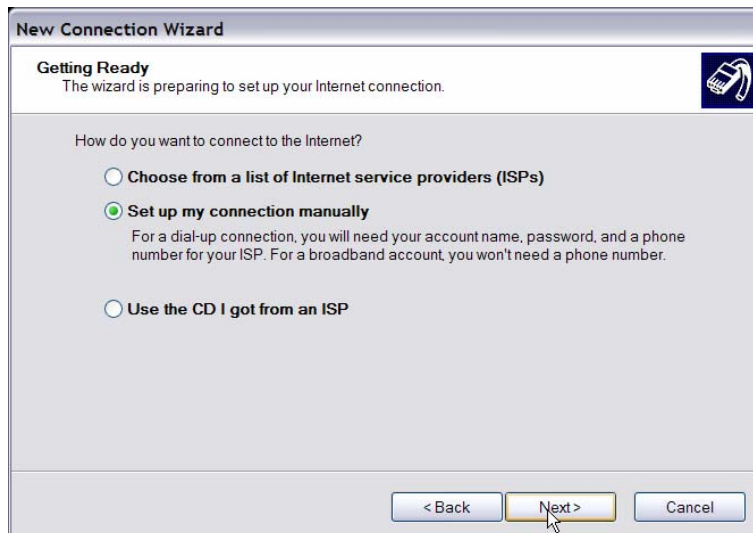 New Connection Wizard
Getting Ready
The wizard is preparing to set up your Internet connection.
How do you want to connect to the Internet?
Choose from a list of Internet service providers (ISPs)
Set up my connection manually
For a dial-up connection, you will need your account name, password, and a phone
number for your ISP. For a broadband account, you won't need a phone number.
Use the CD I got from an ISP
< Back Next > Cancel